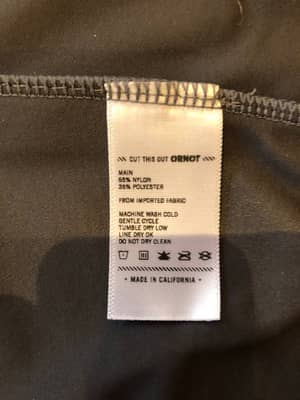 CUT THIS OUT ORNOT
MAIN
65% NYLON
35% POLYESTER
FROM IMPORTED FABRIC
MACHINE WASH COLD
GENTLE CYCLE
TUMBLE DRY LOW
LINE DRY OK
DO NOT DRY CLEAN
• MADE IN CALIFORNIA •